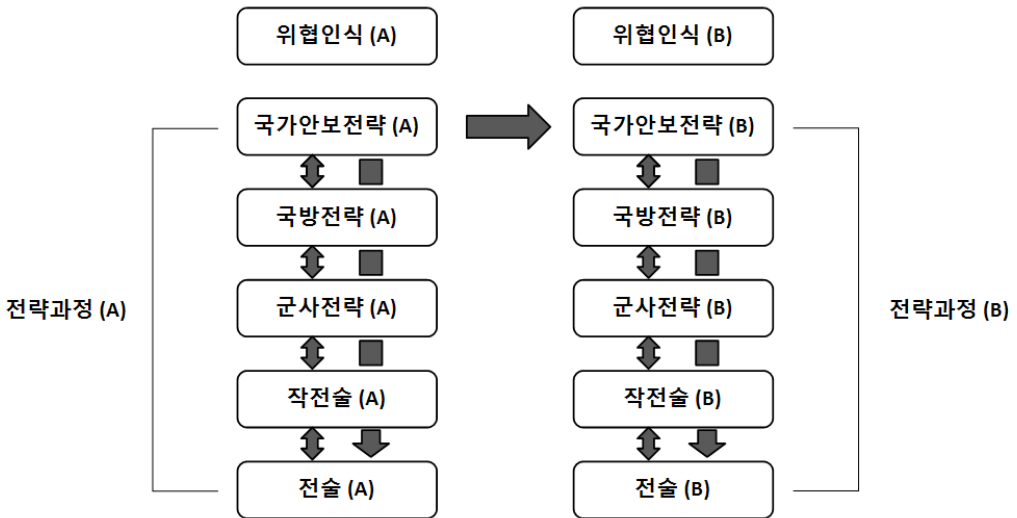 위협인식 (A)
위협인식 (B)
국가안보전략 (A)
국가안보전략 (B)
국방전략 (A)
국방전략 (B)
전략과정 (A)
군사전략 (A)
군사전략 (B)
전략과정 (B)
작전술 (A)
작전술 (B)
전술 (A)
전술 (B)